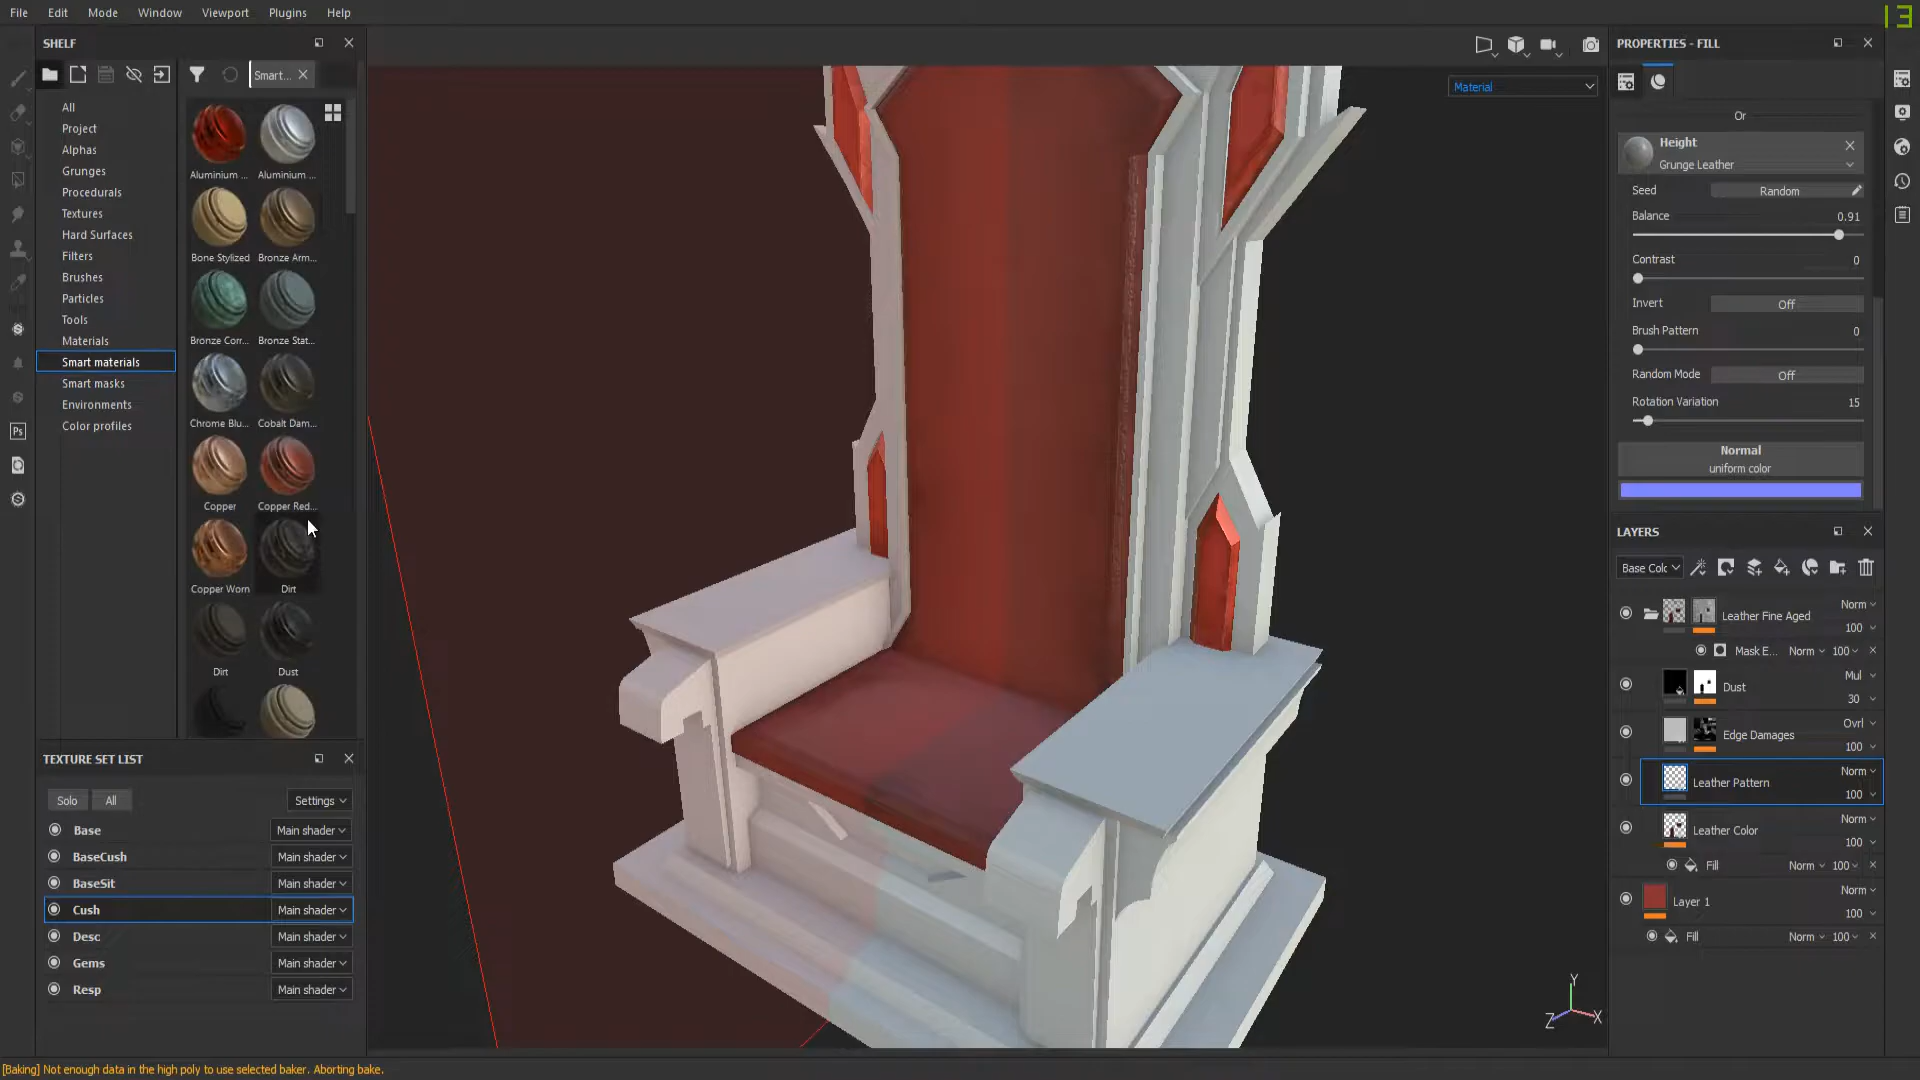 File Edit Mode Window Viewport Plugins Help
13
SHELF
Smart...
All
Project
Alphas
Grunges
Procedurals
Textures
Hard Surfaces
Filters
Brushes
Particles
Tools
Materials
Smart materials
Smart masks
Environments
Color profiles
Aluminium ... Aluminium ...
Bone Stylized Bronze Arm...
Bronze Corr... Bronze Stat...
Chrome Blu... Cobalt Dam...
Copper Copper Red...
Copper Worn Dirt
Dirt Dust
Ps
TEXTURE SET LIST
Solo All Settings
Base Main shader
BaseCush Main shader
BaseSit Main shader
Cush Main shader
Desc Main shader
Gems Main shader
Resp Main shader
Material
Y
Z X
PROPERTIES - FILL
Or
Height
Grunge Leather
Seed Random
Balance 0.91
Contrast 0
Invert Off
Brush Pattern 0
Random Mode Off
Rotation Variation 15
Normal
uniform color
LAYERS
Base Colc
Leather Fine Aged Norm 100
Mask E... Norm 100
Dust Mul 30
Edge Damages Ovrl 100
Leather Pattern Norm 100
Leather Color Norm 100
Fill Norm 100
Layer 1 Norm 100
Fill Norm 100
[Baking] Not enough data in the high poly to use selected baker. Aborting bake.